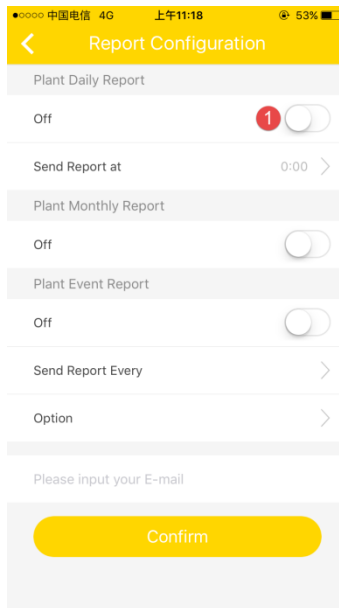 中国电信 4G 上午11:18 53%
Report Configuration
Plant Daily Report
Off 1
Send Report at 0:00
Plant Monthly Report
Off
Plant Event Report
Off
Send Report Every
Option
Please input your E-mail
Confirm